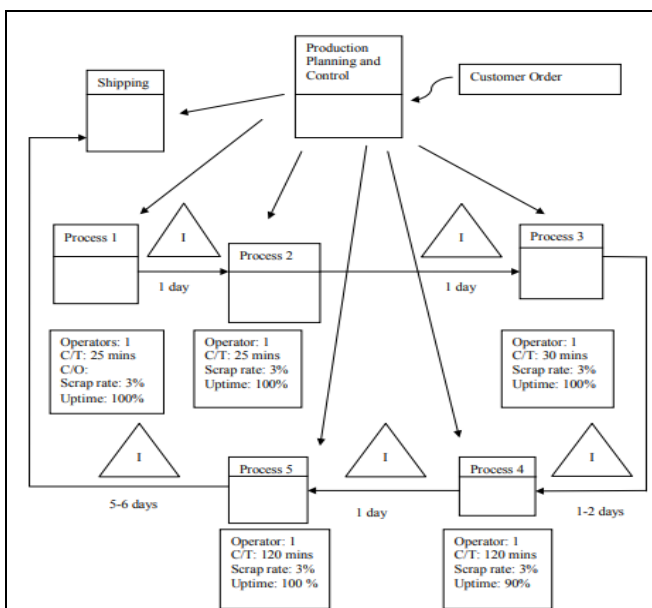 Production
Planning and
Control
Customer Order
Shipping
Process 1
I
Process 2
I
Process 3
1 day
1 day
Operators: 1
C/T: 25 mins
C/O:
Scrap rate: 3%
Uptime: 100%
Operator: 1
C/T: 25 mins
Scrap rate: 3%
Uptime: 100%
Operator: 1
C/T: 30 mins
Scrap rate: 3%
Uptime: 100%
I
Process 5
I
Process 4
I
5-6 days
1 day
1-2 days
Operator: 1
C/T: 120 mins
Scrap rate: 3%
Uptime: 100 %
Operator: 1
C/T: 120 mins
Scrap rate: 3%
Uptime: 90%